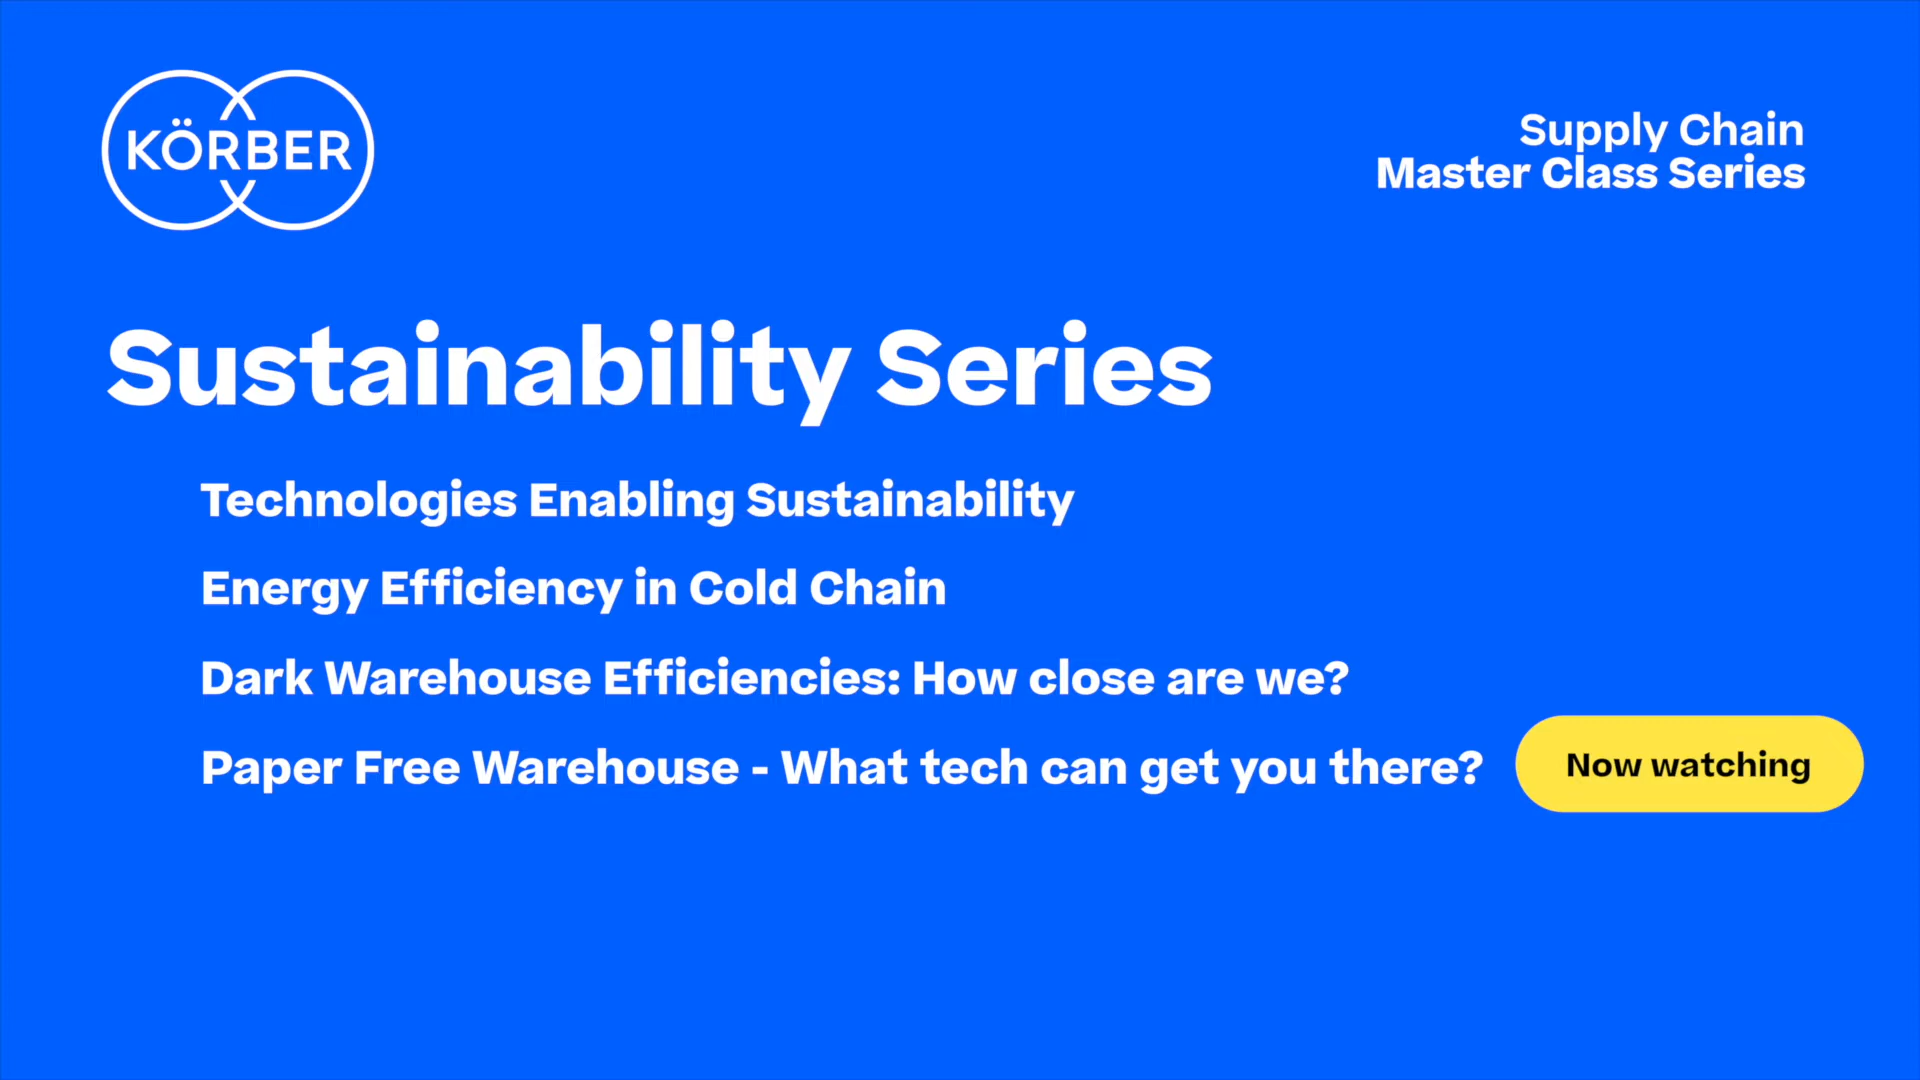 KÖRBER
Supply Chain
Master Class Series
Sustainability Series
Technologies Enabling Sustainability
Energy Efficiency in Cold Chain
Dark Warehouse Efficiencies: How close are we?
Paper Free Warehouse - What tech can get you there?
Now watching